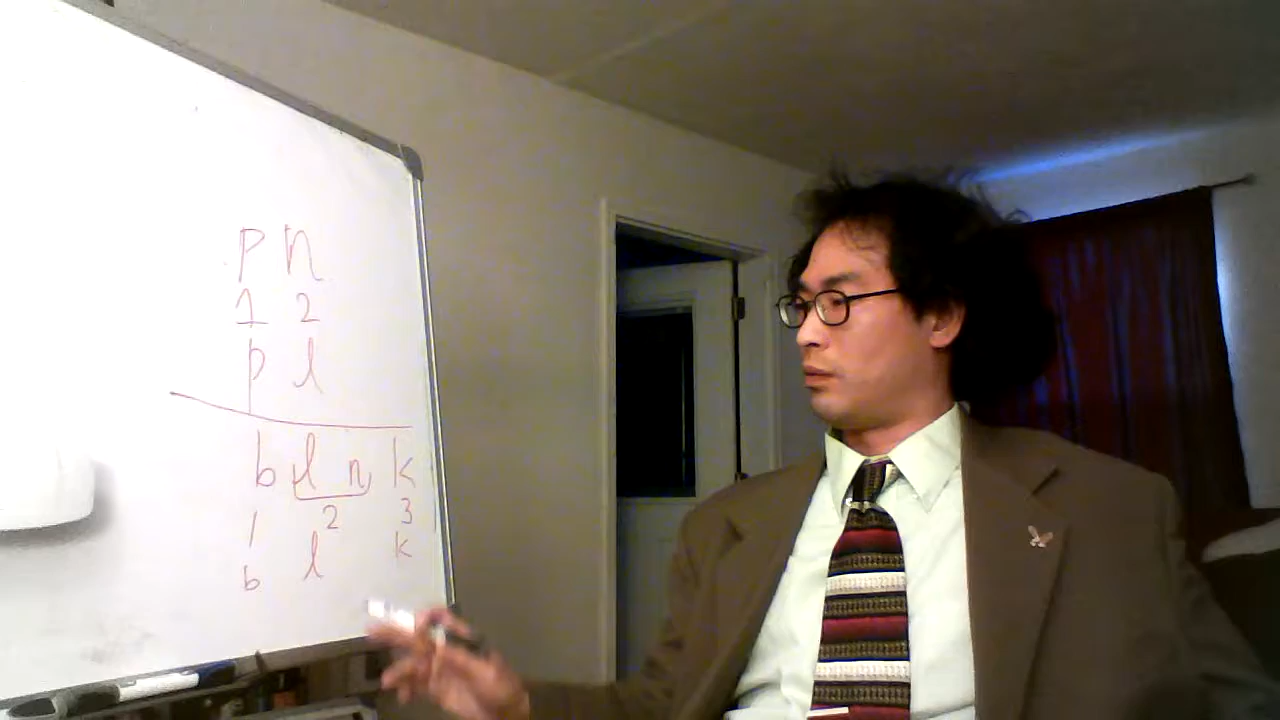 p n
1 2
p l
b l n k
1 2 3
b l k